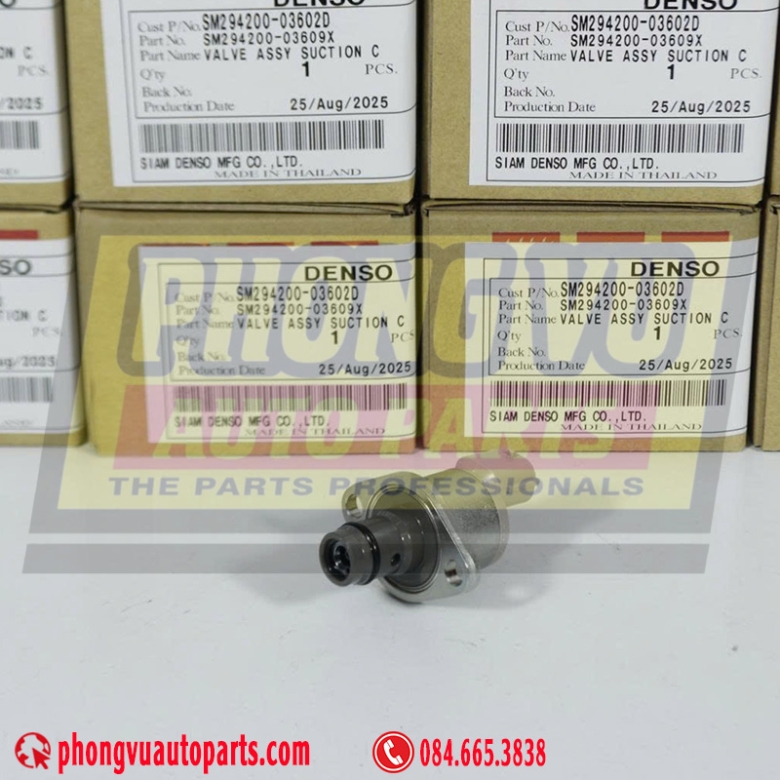 DENSO
Cust P/No. SM294200-03602D
Part No. SM294200-03609X
Part Name VALVE ASSY SUCTION C
Q'ty 1 PCS.
Back No.
Production Date 25/Aug/2025
SIAM DENSO MFG CO.,LTD.
MADE IN THAILAND
DENSO
Cust P/No. SM294200-03602D
Part No. SM294200-03609X
Part Name VALVE ASSY SUCTION C
Q'ty 1 PCS.
Back No.
Production Date 25/Aug/2025
SIAM DENSO MFG CO.,LTD.
MADE IN THAILAND
DENSO
Cust P/No. SM294200-03602D
Part No. SM294200-03609X
Part Name VALVE ASSY SUCTION C
Q'ty 1 PCS
Back No.
Production Date 25/Aug/2025
SIAM DENSO MFG CO.,LTD.
MADE IN THAILAND
DENSO
Cust P/No. SM294200-03602D
Part No. SM294200-03609X
Part Name VALVE ASSY SUCTION C
Q'ty 1 PCS
Back No.
Production Date 25/Aug/2025
SIAM DENSO MFG CO.,LTD.
MADE IN THAILAND
PHONGVU
AUTO PARTS
THE PARTS PROFESSIONALS
phongvuautoparts.com
084.665.3838